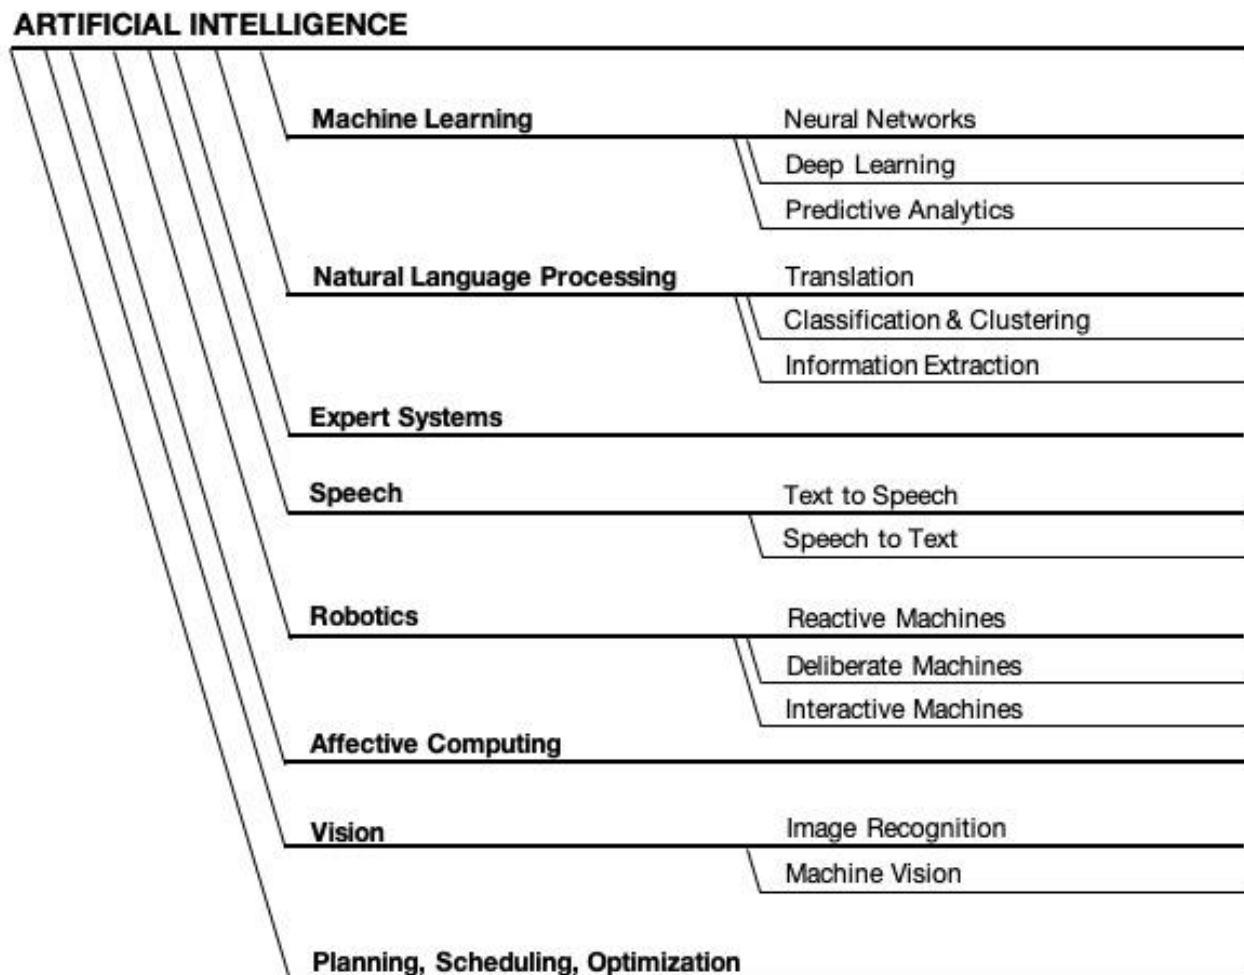 ARTIFICIAL INTELLIGENCE
Machine Learning Neural Networks
Deep Learning
Predictive Analytics
Natural Language Processing Translation
Classification & Clustering
Information Extraction
Expert Systems
Speech Text to Speech
Speech to Text
Robotics Reactive Machines
Deliberate Machines
Interactive Machines
Affective Computing
Vision Image Recognition
Machine Vision
Planning, Scheduling, Optimization